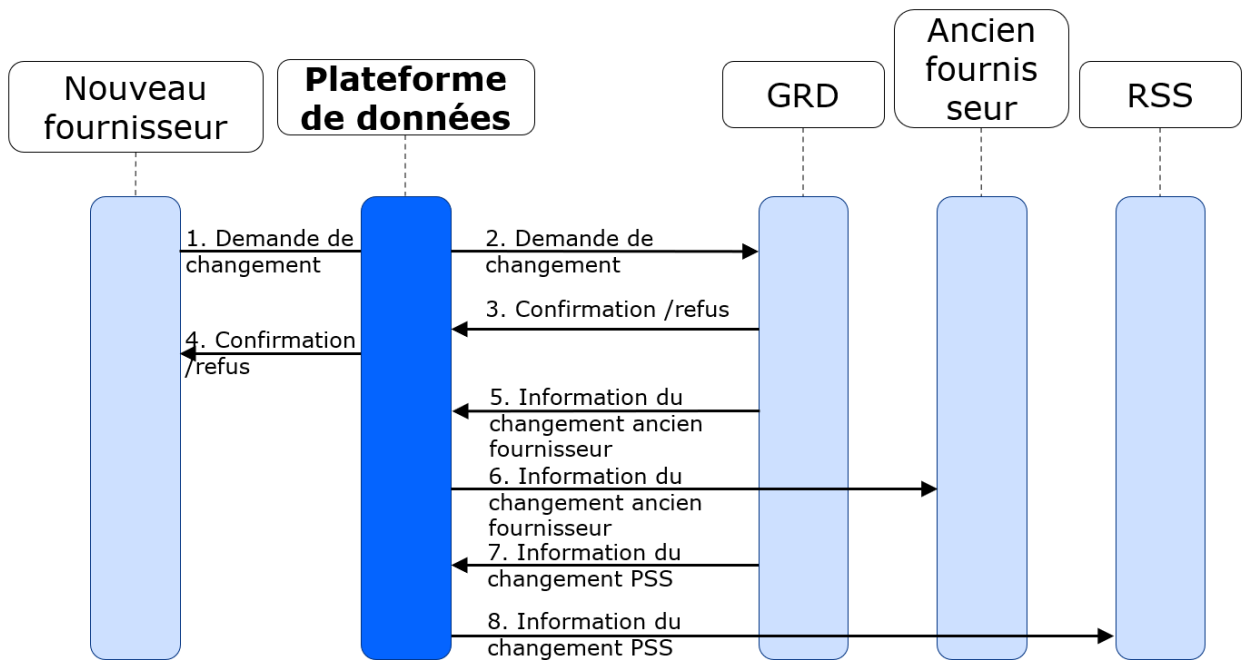 Nouveau
fournisseur
Plateforme
de données
GRD
Ancien
fournis
seur
RSS
1. Demande de
changement
2. Demande de
changement
3. Confirmation /refus
4. Confirmation
/refus
5. Information du
changement ancien
fournisseur
6. Information du
changement ancien
fournisseur
7. Information du
changement PSS
8. Information du
changement PSS